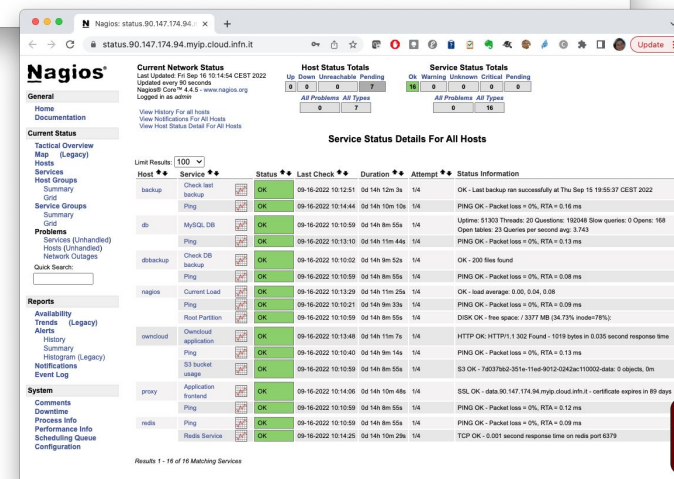 Nagios: status.90.147.174.94.
status.90.147.174.94.myip.cloud.infn.it
Update
Nagios®
General
Home
Documentation
Current Status
Tactical Overview
Map (Legacy)
Hosts
Services
Host Groups
Summary
Grid
Service Groups
Summary
Grid
Problems
Services (Unhandled)
Hosts (Unhandled)
Network Outages
Quick Search:
Reports
Availability
Trends (Legacy)
Alerts
History
Summary
Histogram (Legacy)
Notifications
Event Log
System
Comments
Downtime
Process Info
Performance Info
Scheduling Queue
Configuration
Current Network Status
Last Updated: Fri Sep 16 10:14:54 CEST 2022
Updated every 90 seconds
Nagios® Core™ 4.4.5 - www.nagios.org
Logged in as admin
View History For all hosts
View Notifications For All Hosts
View Host Status Detail For All Hosts
Host Status Totals
Up Down Unreachable Pending
0 0 0 7
All Problems All Types
0 7
Service Status Totals
Ok Warning Unknown Critical Pending
16 0 0 0 0
All Problems All Types
0 16
Service Status Details For All Hosts
Limit Results: 100
Host Service Status Last Check Duration Attempt Status Information
backup Check last backup OK 09-16-2022 10:12:51 0d 14h 12m 3s 1/4 OK - Last backup ran successfully at Thu Sep 15 19:55:37 CEST 2022
Ping OK 09-16-2022 10:14:44 0d 14h 10m 10s 1/4 PING OK - Packet loss = 0%, RTA = 0.16 ms
db MySQL DB OK 09-16-2022 10:10:59 0d 14h 8m 55s 1/4 Uptime: 51303 Threads: 20 Questions: 192048 Slow queries: 0 Opens: 168
Open tables: 23 Queries per second avg: 3.743
Ping OK 09-16-2022 10:13:10 0d 14h 11m 44s 1/4 PING OK - Packet loss = 0%, RTA = 0.13 ms
dbbackup Check DB backup OK 09-16-2022 10:10:02 0d 14h 9m 52s 1/4 OK - 200 files found
Ping OK 09-16-2022 10:10:59 0d 14h 8m 55s 1/4 PING OK - Packet loss = 0%, RTA = 0.08 ms
nagios Current Load OK 09-16-2022 10:13:29 0d 14h 11m 25s 1/4 OK - load average: 0.00, 0.04, 0.08
Ping OK 09-16-2022 10:10:21 0d 14h 9m 33s 1/4 PING OK - Packet loss = 0%, RTA = 0.09 ms
Root Partition OK 09-16-2022 10:10:59 0d 14h 8m 55s 1/4 DISK OK - free space: / 3377 MB (34.73% inode=78%):
owncloud Owncloud application OK 09-16-2022 10:13:48 0d 14h 11m 7s 1/4 HTTP OK: HTTP/1.1 302 Found - 1019 bytes in 0.035 second response time
Ping OK 09-16-2022 10:10:40 0d 14h 9m 14s 1/4 PING OK - Packet loss = 0%, RTA = 0.13 ms
S3 bucket usage OK 09-16-2022 10:10:59 0d 14h 8m 55s 1/4 S3 OK - 7d037bb2-351e-11ed-9012-0242ac110002-data: 0 objects, 0m
proxy Application frontend OK 09-16-2022 10:14:06 0d 14h 10m 48s 1/4 SSL OK - data.90.147.174.94.myip.cloud.infn.it - certificate expires in 89 days
Ping OK 09-16-2022 10:10:59 0d 14h 8m 55s 1/4 PING OK - Packet loss = 0%, RTA = 0.12 ms
redis Ping OK 09-16-2022 10:10:59 0d 14h 8m 55s 1/4 PING OK - Packet loss = 0%, RTA = 0.09 ms
Redis Service OK 09-16-2022 10:14:25 0d 14h 10m 29s 1/4 TCP OK - 0.001 second response time on redis port 6379
Results 1 - 16 of 16 Matching Services